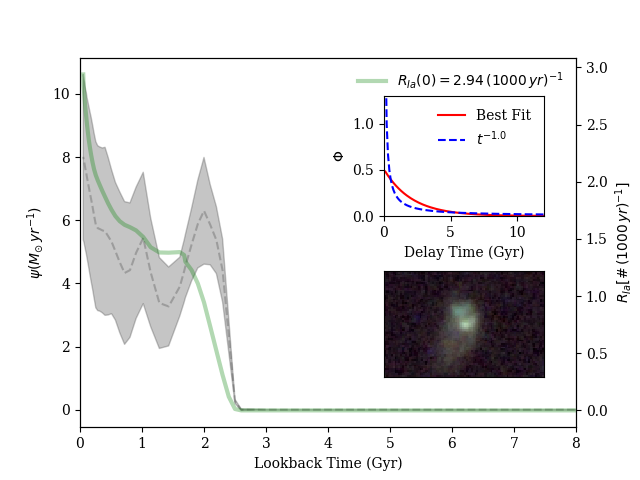 R_{Ia}(0) = 2.94 (1000 yr)^{-1}
Best Fit
t^{-1.0}
Φ
0.0
0.5
1.0
0 5 10
Delay Time (Gyr)
ψ(M_⊙ yr^{-1})
0
2
4
6
8
10
R_{Ia}[# (1000 yr)^{-1}]
0.0
0.5
1.0
1.5
2.0
2.5
3.0
0 1 2 3 4 5 6 7 8
Lookback Time (Gyr)